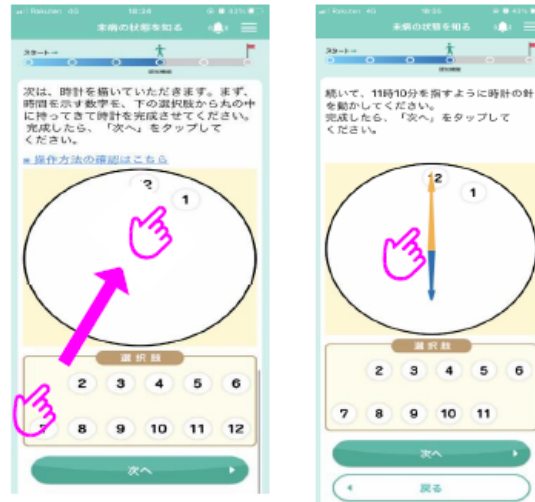 Rakuten 4G 18:34 43%
未病の状態を知る
スタート→
次は、時計を描いていただきます。まず、
時間を示す数字を、下の選択肢から丸の中
に持ってきて時計を完成させてください。
完成したら、「次へ」をタップして
ください。
操作方法の確認はこちら
1
選択肢
2 3 4 5 6
8 9 10 11 12
次へ
Rakuten 4G 42%
未病の状態を知る
スタート→
続いて、11時10分を指すように時計の針
を動かしてください。
完成したら、「次へ」をタップして
ください。
12
1
選択肢
2 3 4 5 6
7 8 9 10 11
次へ
戻る